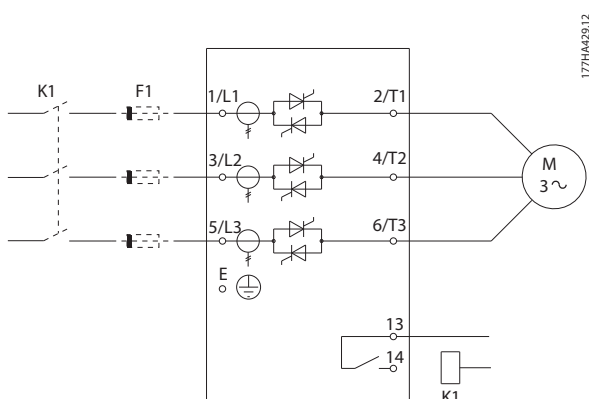 177HA429.12
K1
F1
1/L1
2/T1
3/L2
4/T2
M
3~
5/L3
6/T3
E
13
14
K1